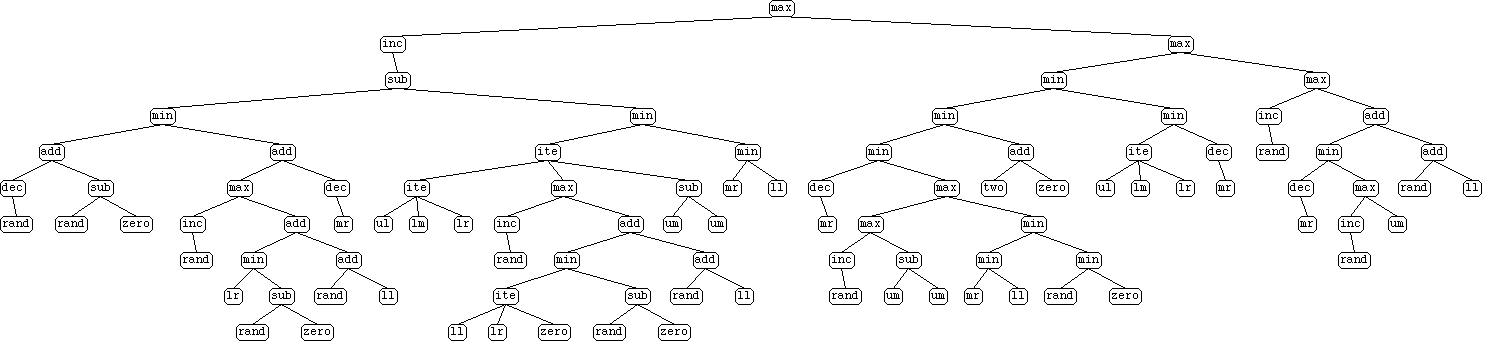 max
inc max
sub min max
min min min min inc add
add add ite min min add ite dec rand min add
dec sub max dec ite max sub mr ll dec max two zero ul lm lr mr dec max rand ll
rand rand zero inc add mr ul lm lr inc add um um mr max min mr inc um
rand min add rand min add inc sub min min rand
lr sub rand ll ite sub rand ll rand um um mr ll rand zero
rand zero ll lr zero rand zero